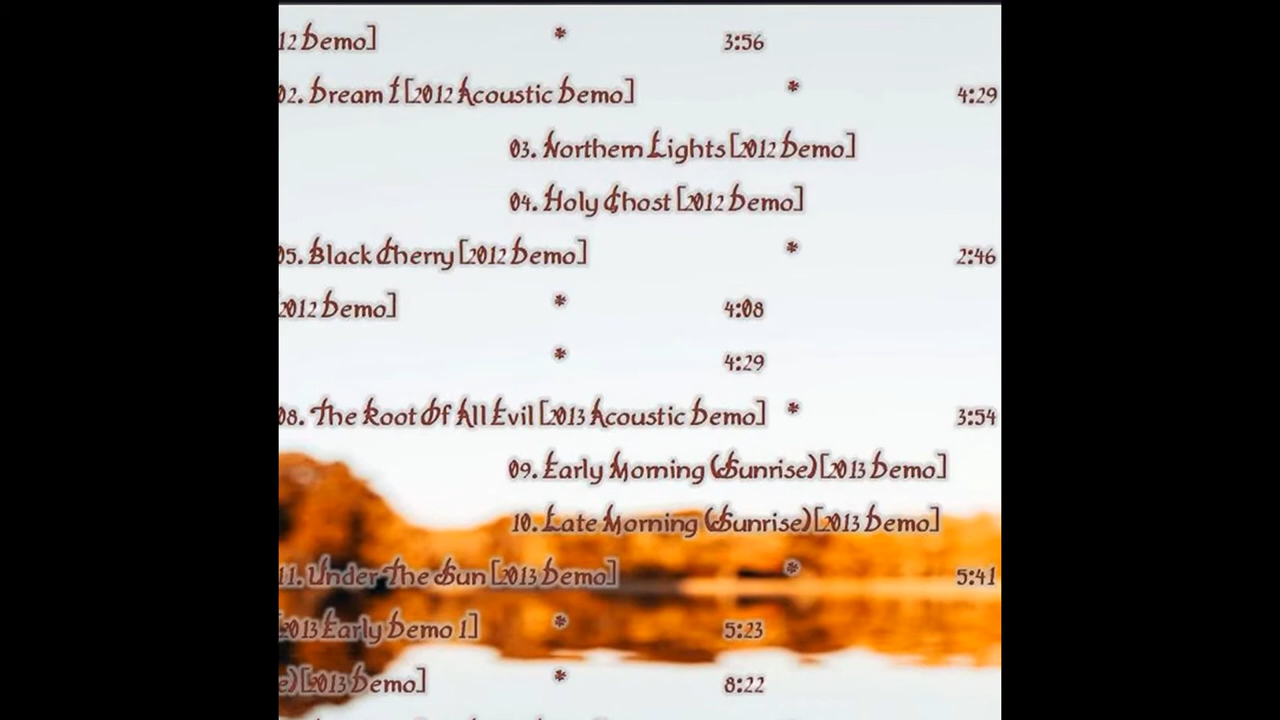 12 Demo] * 3:56
02. Dream I [2012 Acoustic Demo] * 4:29
03. Northern Lights [2012 Demo]
04. Holy Ghost [2012 Demo]
05. Black Cherry [2012 Demo] * 2:46
2012 Demo] * 4:08
* 4:29
08. The Root Of All Evil [2013 Acoustic Demo] * 3:54
09. Early Morning (Sunrise) [2013 Demo]
10. Late Morning (Sunrise) [2013 Demo]
11. Under The Sun [2013 Demo] * 5:41
2013 Early Demo 1] * 5:23
e) [2013 Demo] * 8:22